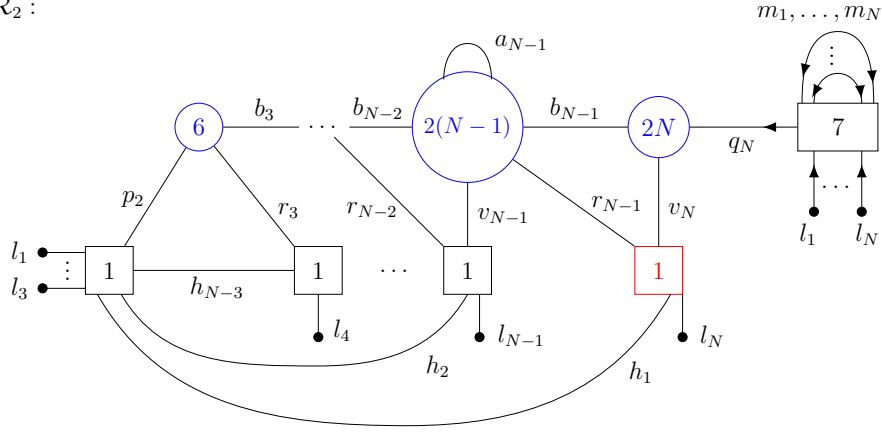 R₂ :
m₁, . . . , m_N
a_{N−1}
b₃ b_{N−2} b_{N−1}
6 · · · 2(N − 1) 2N 7
q_N
p₂ r₃ r_{N−2} v_{N−1} r_{N−1} v_N
· · ·
l₁ l_N
l₁
1 1 · · · 1 1
l₃
h_{N−3}
l₄ l_{N−1} l_N
h₂ h₁